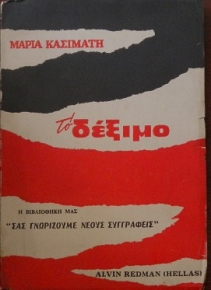 ΜΑΡΙΑ ΚΑΣΙΜΑΤΗ
Τὸ δέξιμο
Η ΒΙΒΛΙΟΘΗΚΗ ΜΑΣ
"ΣΑΣ ΓΝΩΡΙΖΟΥΜΕ ΝΕΟΥΣ ΣΥΓΓΡΑΦΕΙΣ"
ALVIN REDMAN (HELLAS)